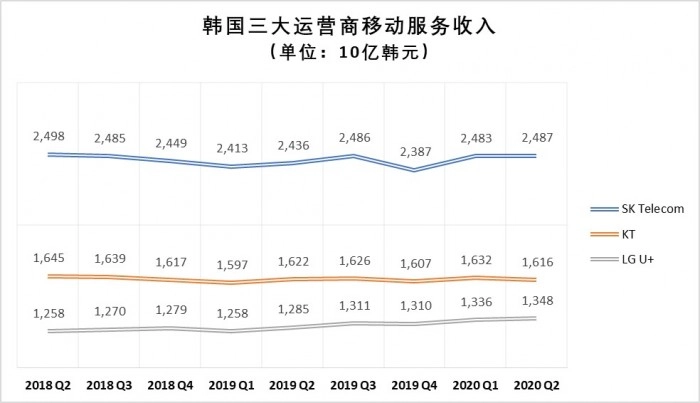 韩国三大运营商移动服务收入
（单位：10亿韩元）
2,498 2,485 2,449 2,413 2,436 2,486 2,387 2,483 2,487
1,645 1,639 1,617 1,597 1,622 1,626 1,607 1,632 1,616
1,258 1,270 1,279 1,258 1,285 1,311 1,310 1,336 1,348
2018 Q2 2018 Q3 2018 Q4 2019 Q1 2019 Q2 2019 Q3 2019 Q4 2020 Q1 2020 Q2
SK Telecom
KT
LG U+